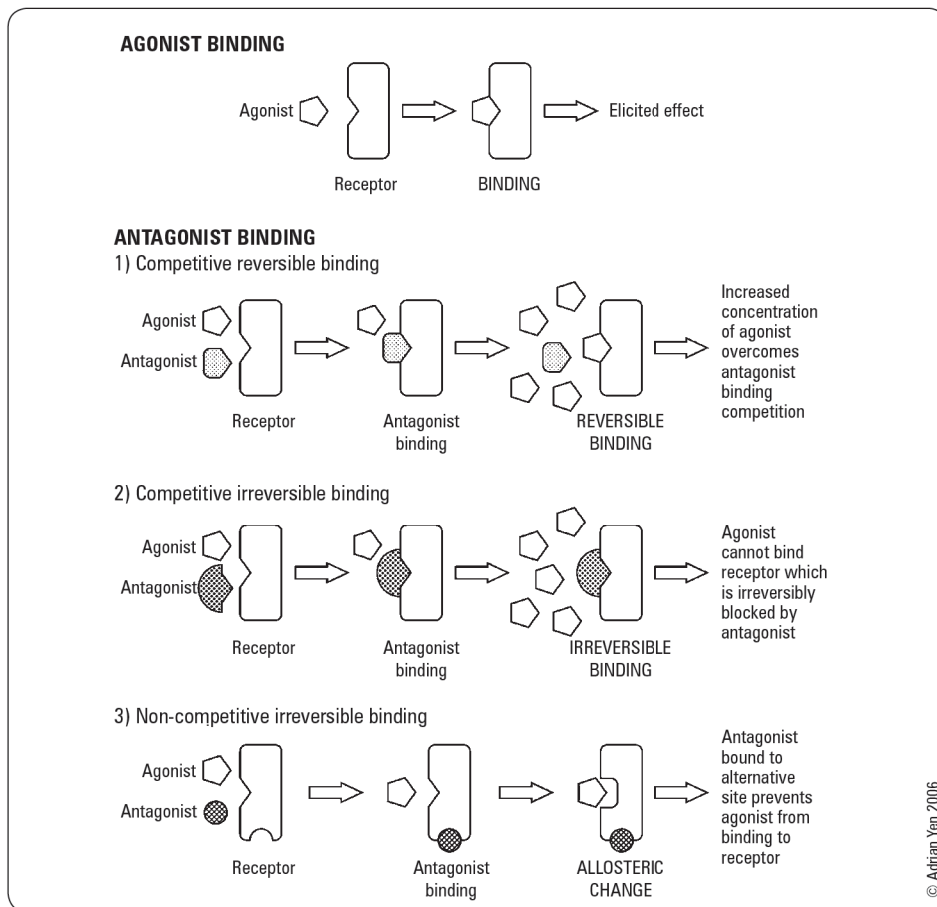 AGONIST BINDING
Agonist
Elicited effect
Receptor
BINDING
ANTAGONIST BINDING
1) Competitive reversible binding
Agonist
Antagonist
Receptor
Antagonist
binding
REVERSIBLE
BINDING
Increased
concentration
of agonist
overcomes
antagonist
binding
competition
2) Competitive irreversible binding
Agonist
Antagonist
Receptor
Antagonist
binding
IRREVERSIBLE
BINDING
Agonist
cannot bind
receptor which
is irreversibly
blocked by
antagonist
3) Non-competitive irreversible binding
Agonist
Antagonist
Receptor
Antagonist
binding
ALLOSTERIC
CHANGE
Antagonist
bound to
alternative
site prevents
agonist from
binding to
receptor
© Adrian Yen 2006